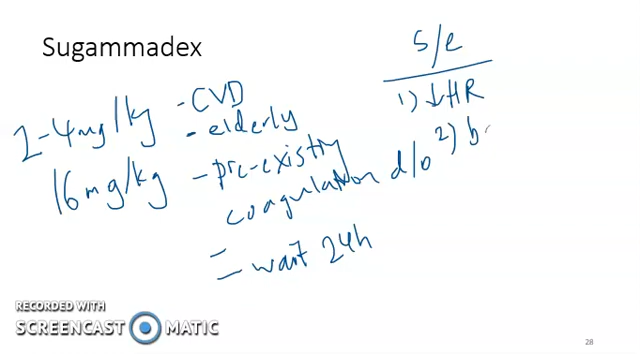 Sugammadex
2-4mg/kg
16mg/kg
- CVD
- elderly
- pre-existing
coagulation d/o
= wait 24h
S/e
1) ↓HR
2) b
RECORDED WITH
SCREENCAST MATIC
28